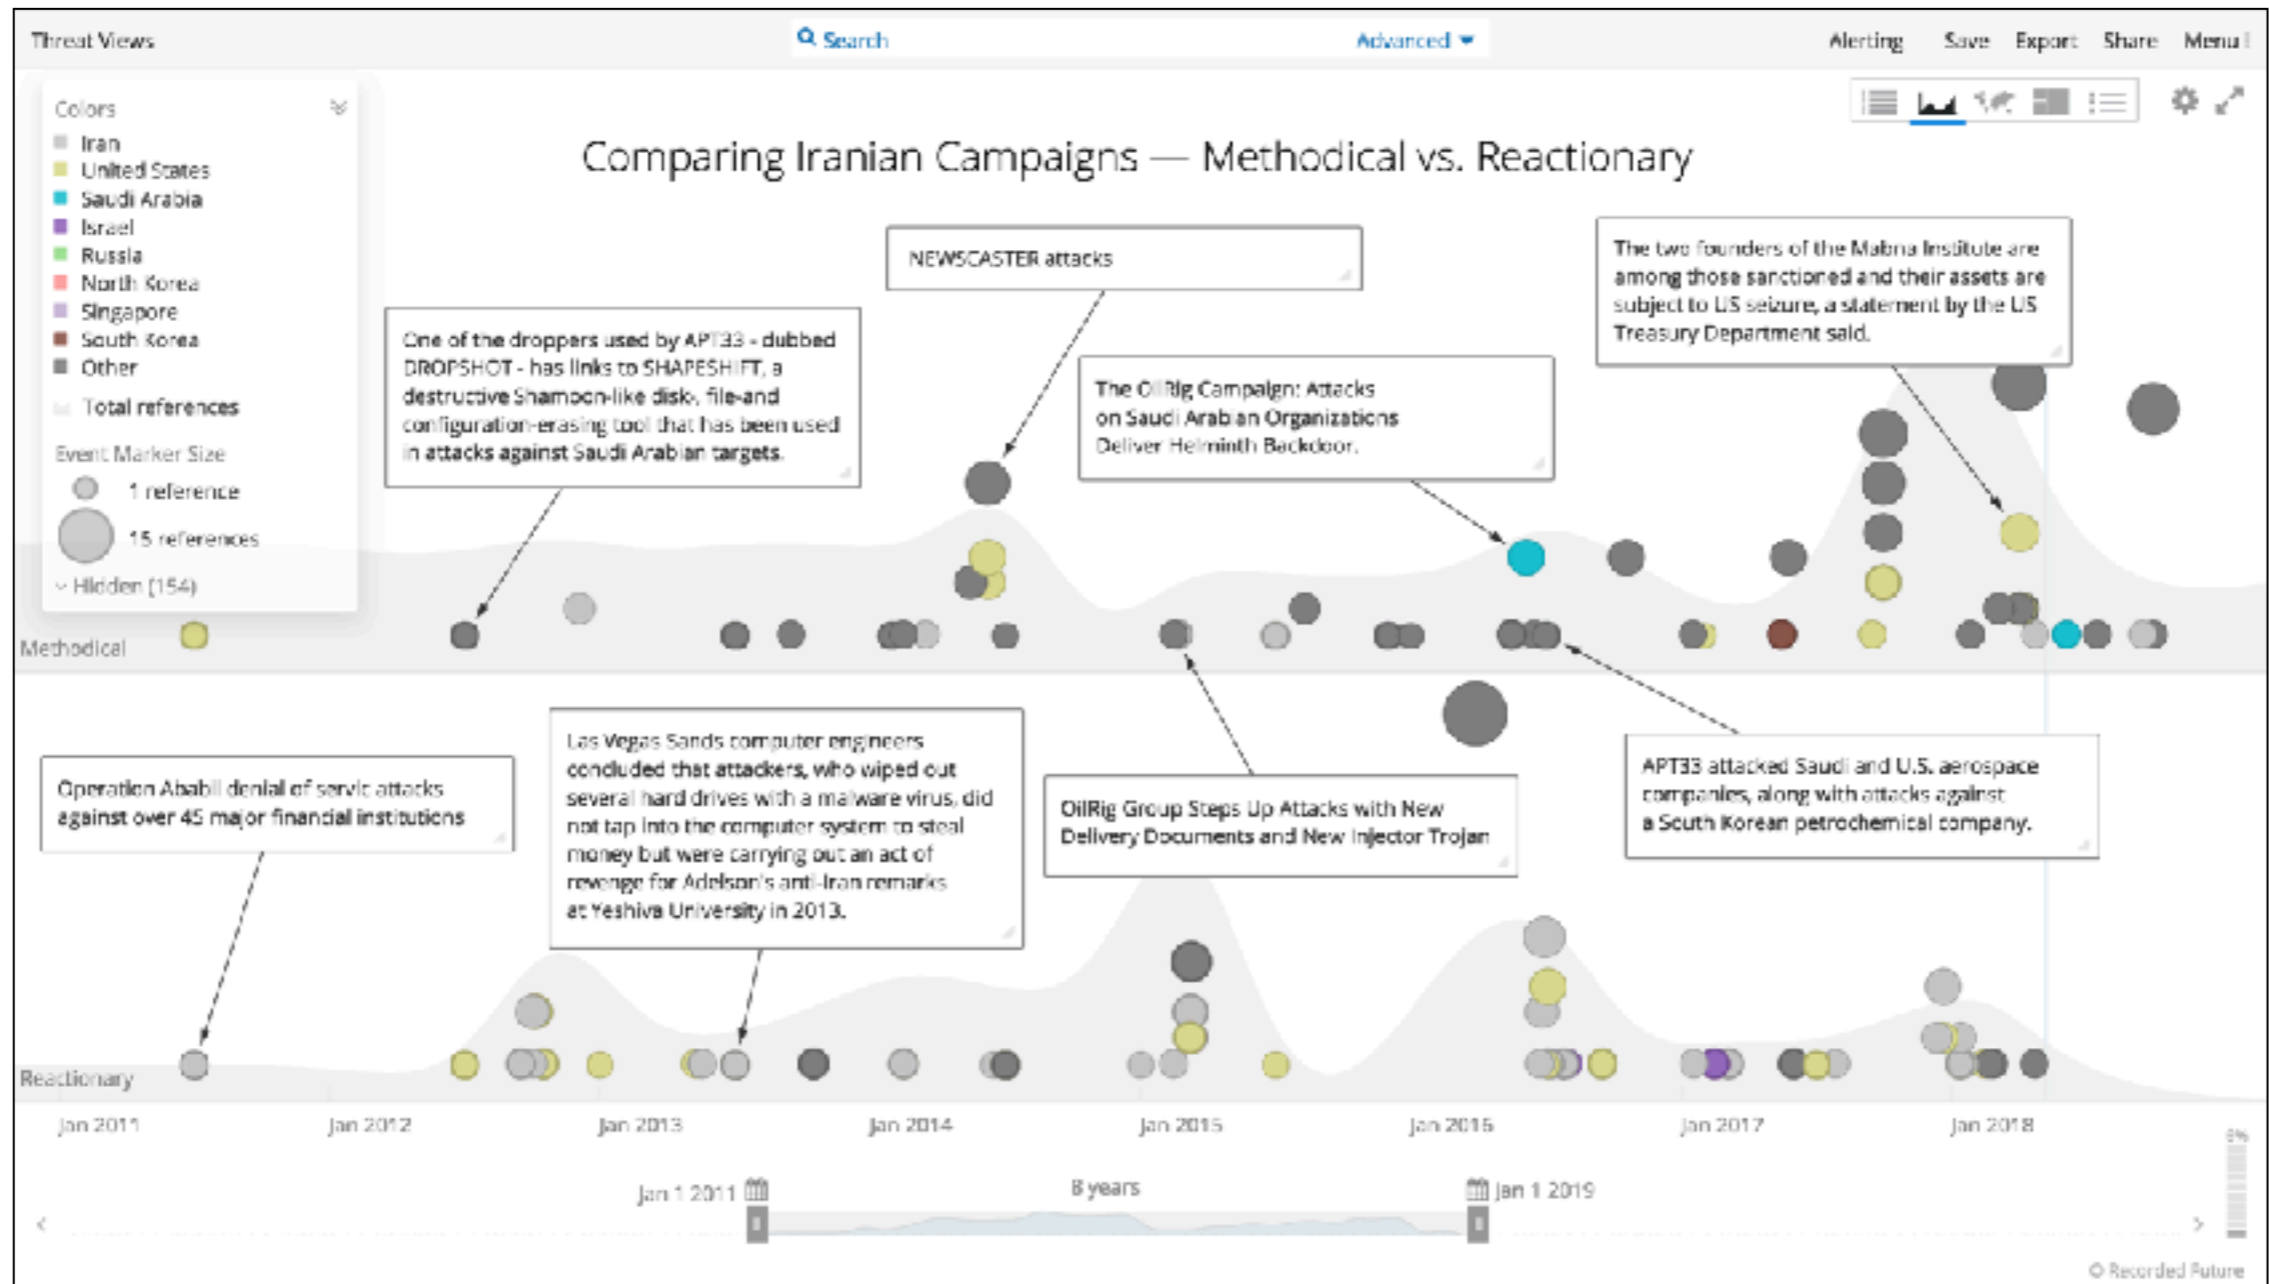 Threat Views
Search
Advanced
Alerting
Save
Export
Share
Menu
Colors
Iran
United States
Saudi Arabia
Israel
Russia
North Korea
Singapore
South Korea
Other
Total references
Event Marker Size
1 reference
15 references
Hidden (154)
Comparing Iranian Campaigns — Methodical vs. Reactionary
NEWSCASTER attacks
The two founders of the Mabna Institute are
among those sanctioned and their assets are
subject to US seizure, a statement by the US
Treasury Department said.
One of the droppers used by APT33 - dubbed
DROPSHOT - has links to SHAPESHIFT, a
destructive Shamoon-like disk-, file-and
configuration-erasing tool that has been used
in attacks against Saudi Arabian targets.
The OilRig Campaign: Attacks
on Saudi Arabian Organizations
Deliver Helminth Backdoor.
Methodical
Operation Ababil denial of servic attacks
against over 45 major financial institutions
Las Vegas Sands computer engineers
concluded that attackers, who wiped out
several hard drives with a malware virus, did
not tap into the computer system to steal
money but were carrying out an act of
revenge for Adelson's anti-Iran remarks
at Yeshiva University in 2013.
OilRig Group Steps Up Attacks with New
Delivery Documents and New Injector Trojan
APT33 attacked Saudi and U.S. aerospace
companies, along with attacks against
a South Korean petrochemical company.
Reactionary
Jan 2011
Jan 2012
Jan 2013
Jan 2014
Jan 2015
Jan 2016
Jan 2017
Jan 2018
Jan 1 2011
8 years
Jan 1 2019
© Recorded Future